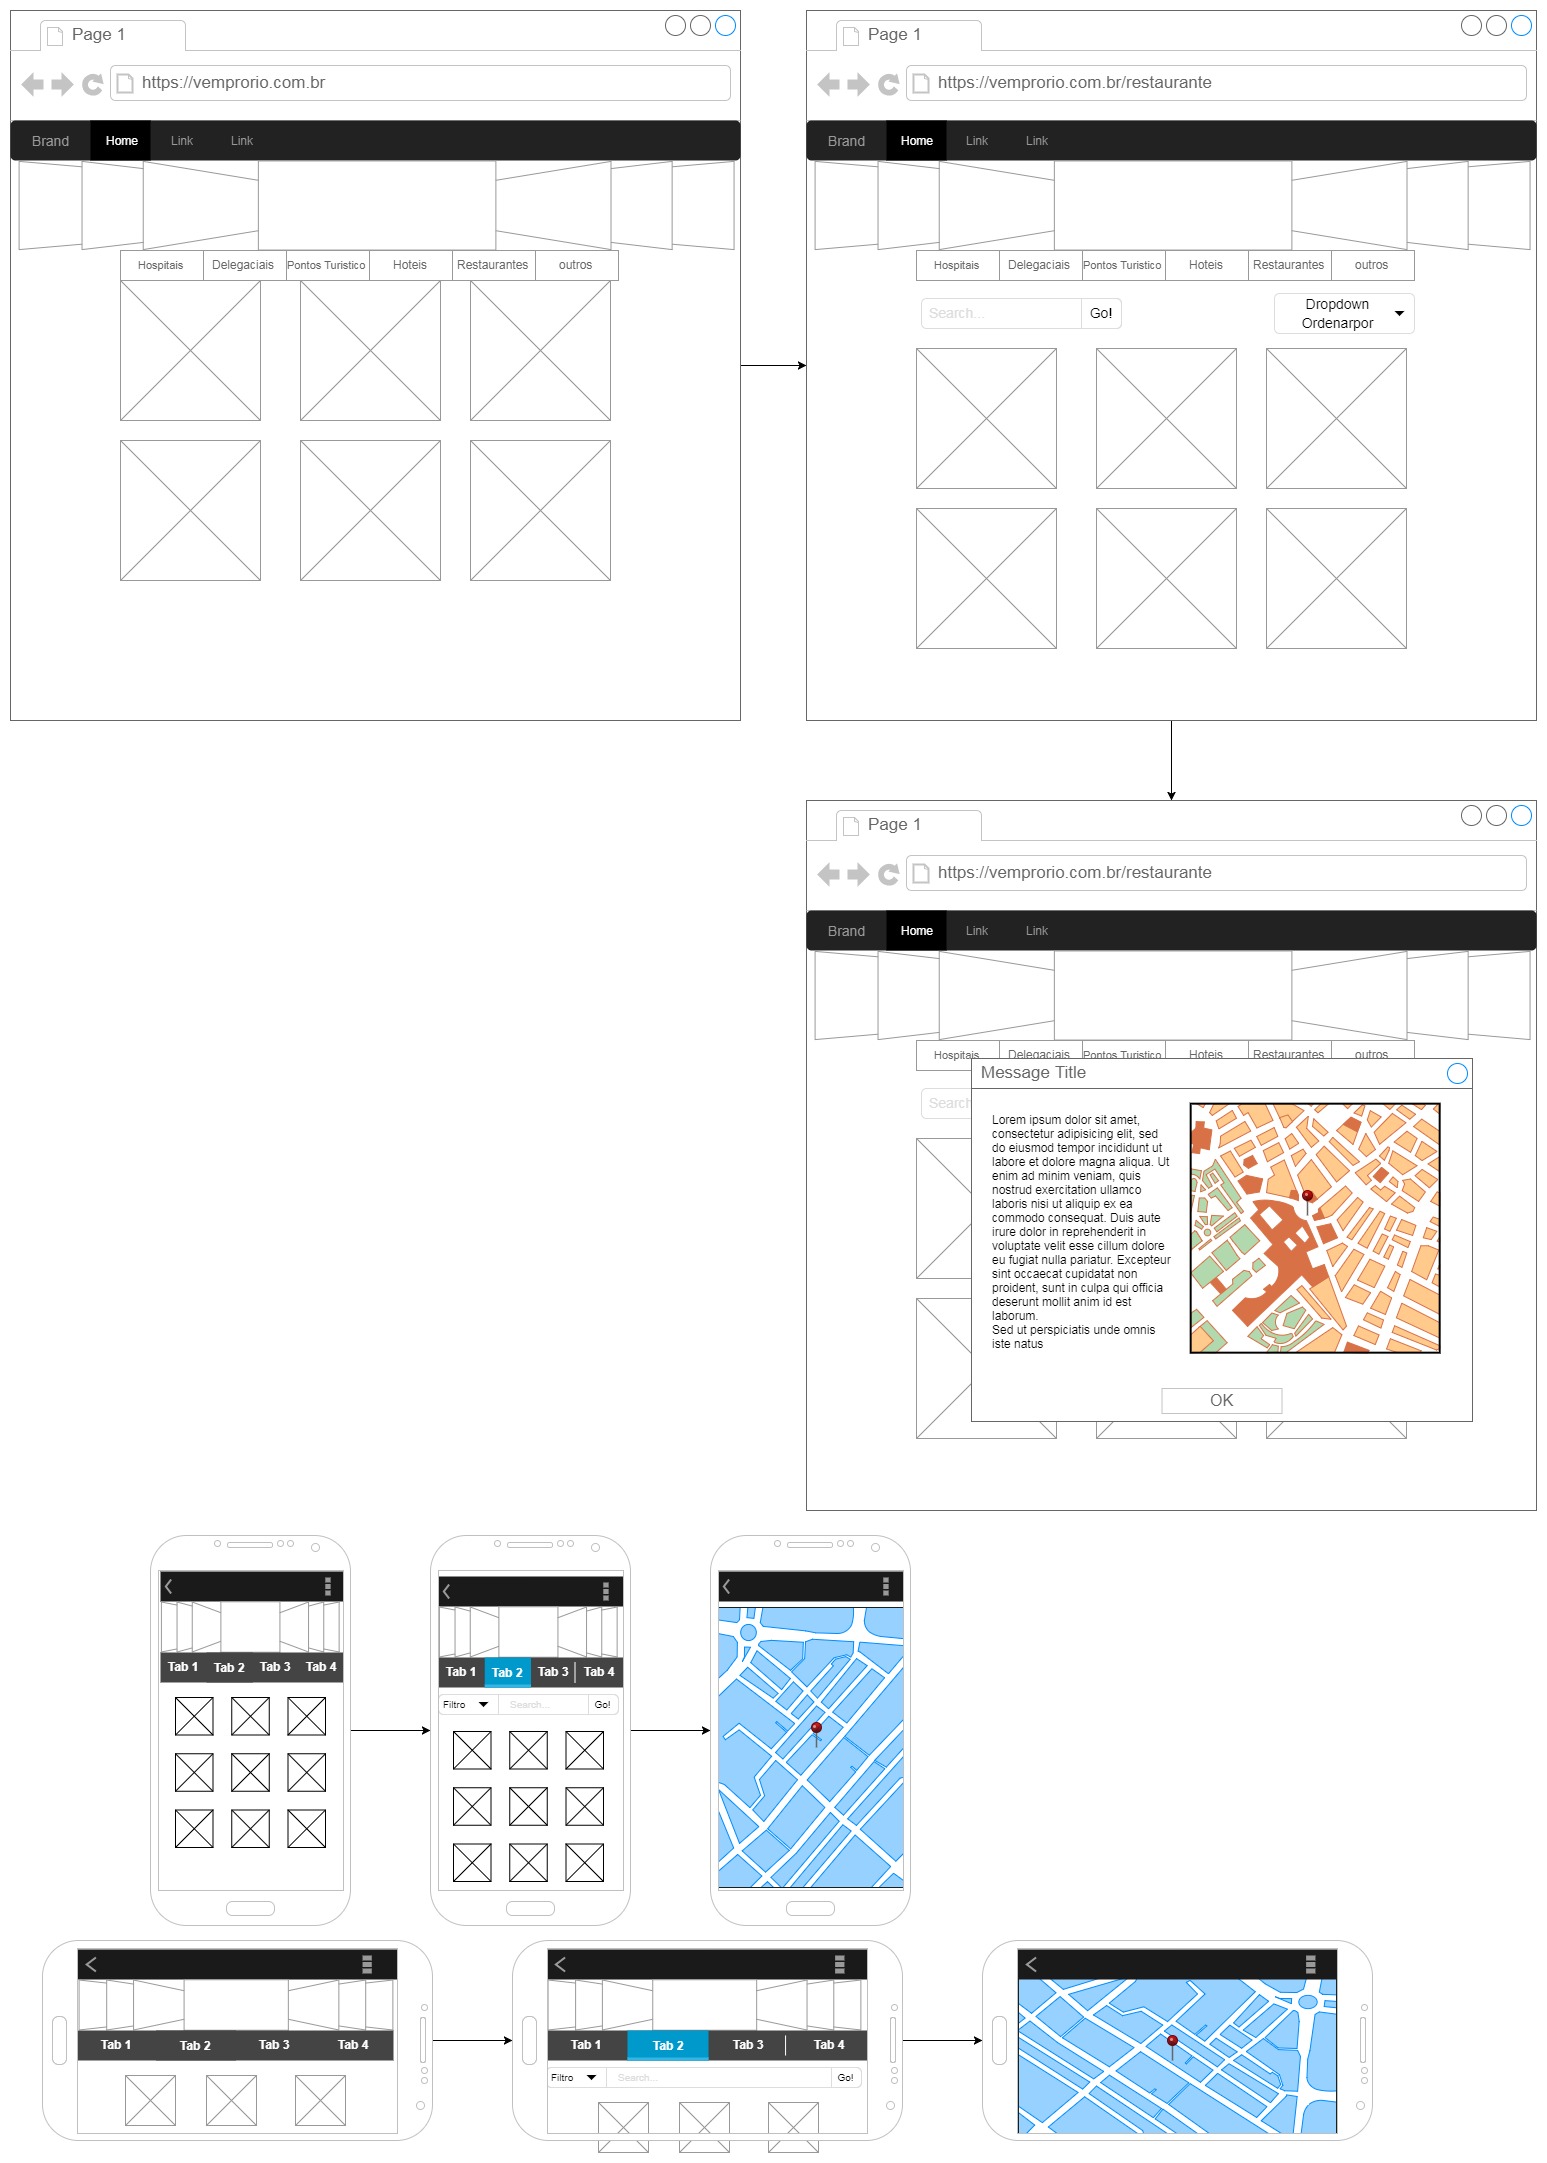 Page 1
https://vemprorio.com.br
Brand Home Link Link
Hospitais Delegaciais Pontos Turistico Hoteis Restaurantes outros
Page 1
https://vemprorio.com.br/restaurante
Brand Home Link Link
Hospitais Delegaciais Pontos Turistico Hoteis Restaurantes outros
Search... Go! Dropdown
Ordenarpor
Page 1
https://vemprorio.com.br/restaurante
Brand Home Link Link
Hospitais Delegaciais Pontos Turistico Hoteis Restaurantes outros
Search
Message Title
Lorem ipsum dolor sit amet,
consectetur adipisicing elit, sed
do eiusmod tempor incididunt ut
labore et dolore magna aliqua. Ut
enim ad minim veniam, quis
nostrud exercitation ullamco
laboris nisi ut aliquip ex ea
commodo consequat. Duis aute
irure dolor in reprehenderit in
voluptate velit esse cillum dolore
eu fugiat nulla pariatur. Excepteur
sint occaecat cupidatat non
proident, sunt in culpa qui officia
deserunt mollit anim id est
laborum.
Sed ut perspiciatis unde omnis
iste natus
OK
Tab 1 Tab 2 Tab 3 Tab 4
Tab 1 Tab 2 Tab 3 Tab 4
Filtro Search... Go!
Tab 1 Tab 2 Tab 3 Tab 4
Tab 1 Tab 2 Tab 3 Tab 4
Filtro Search... Go!